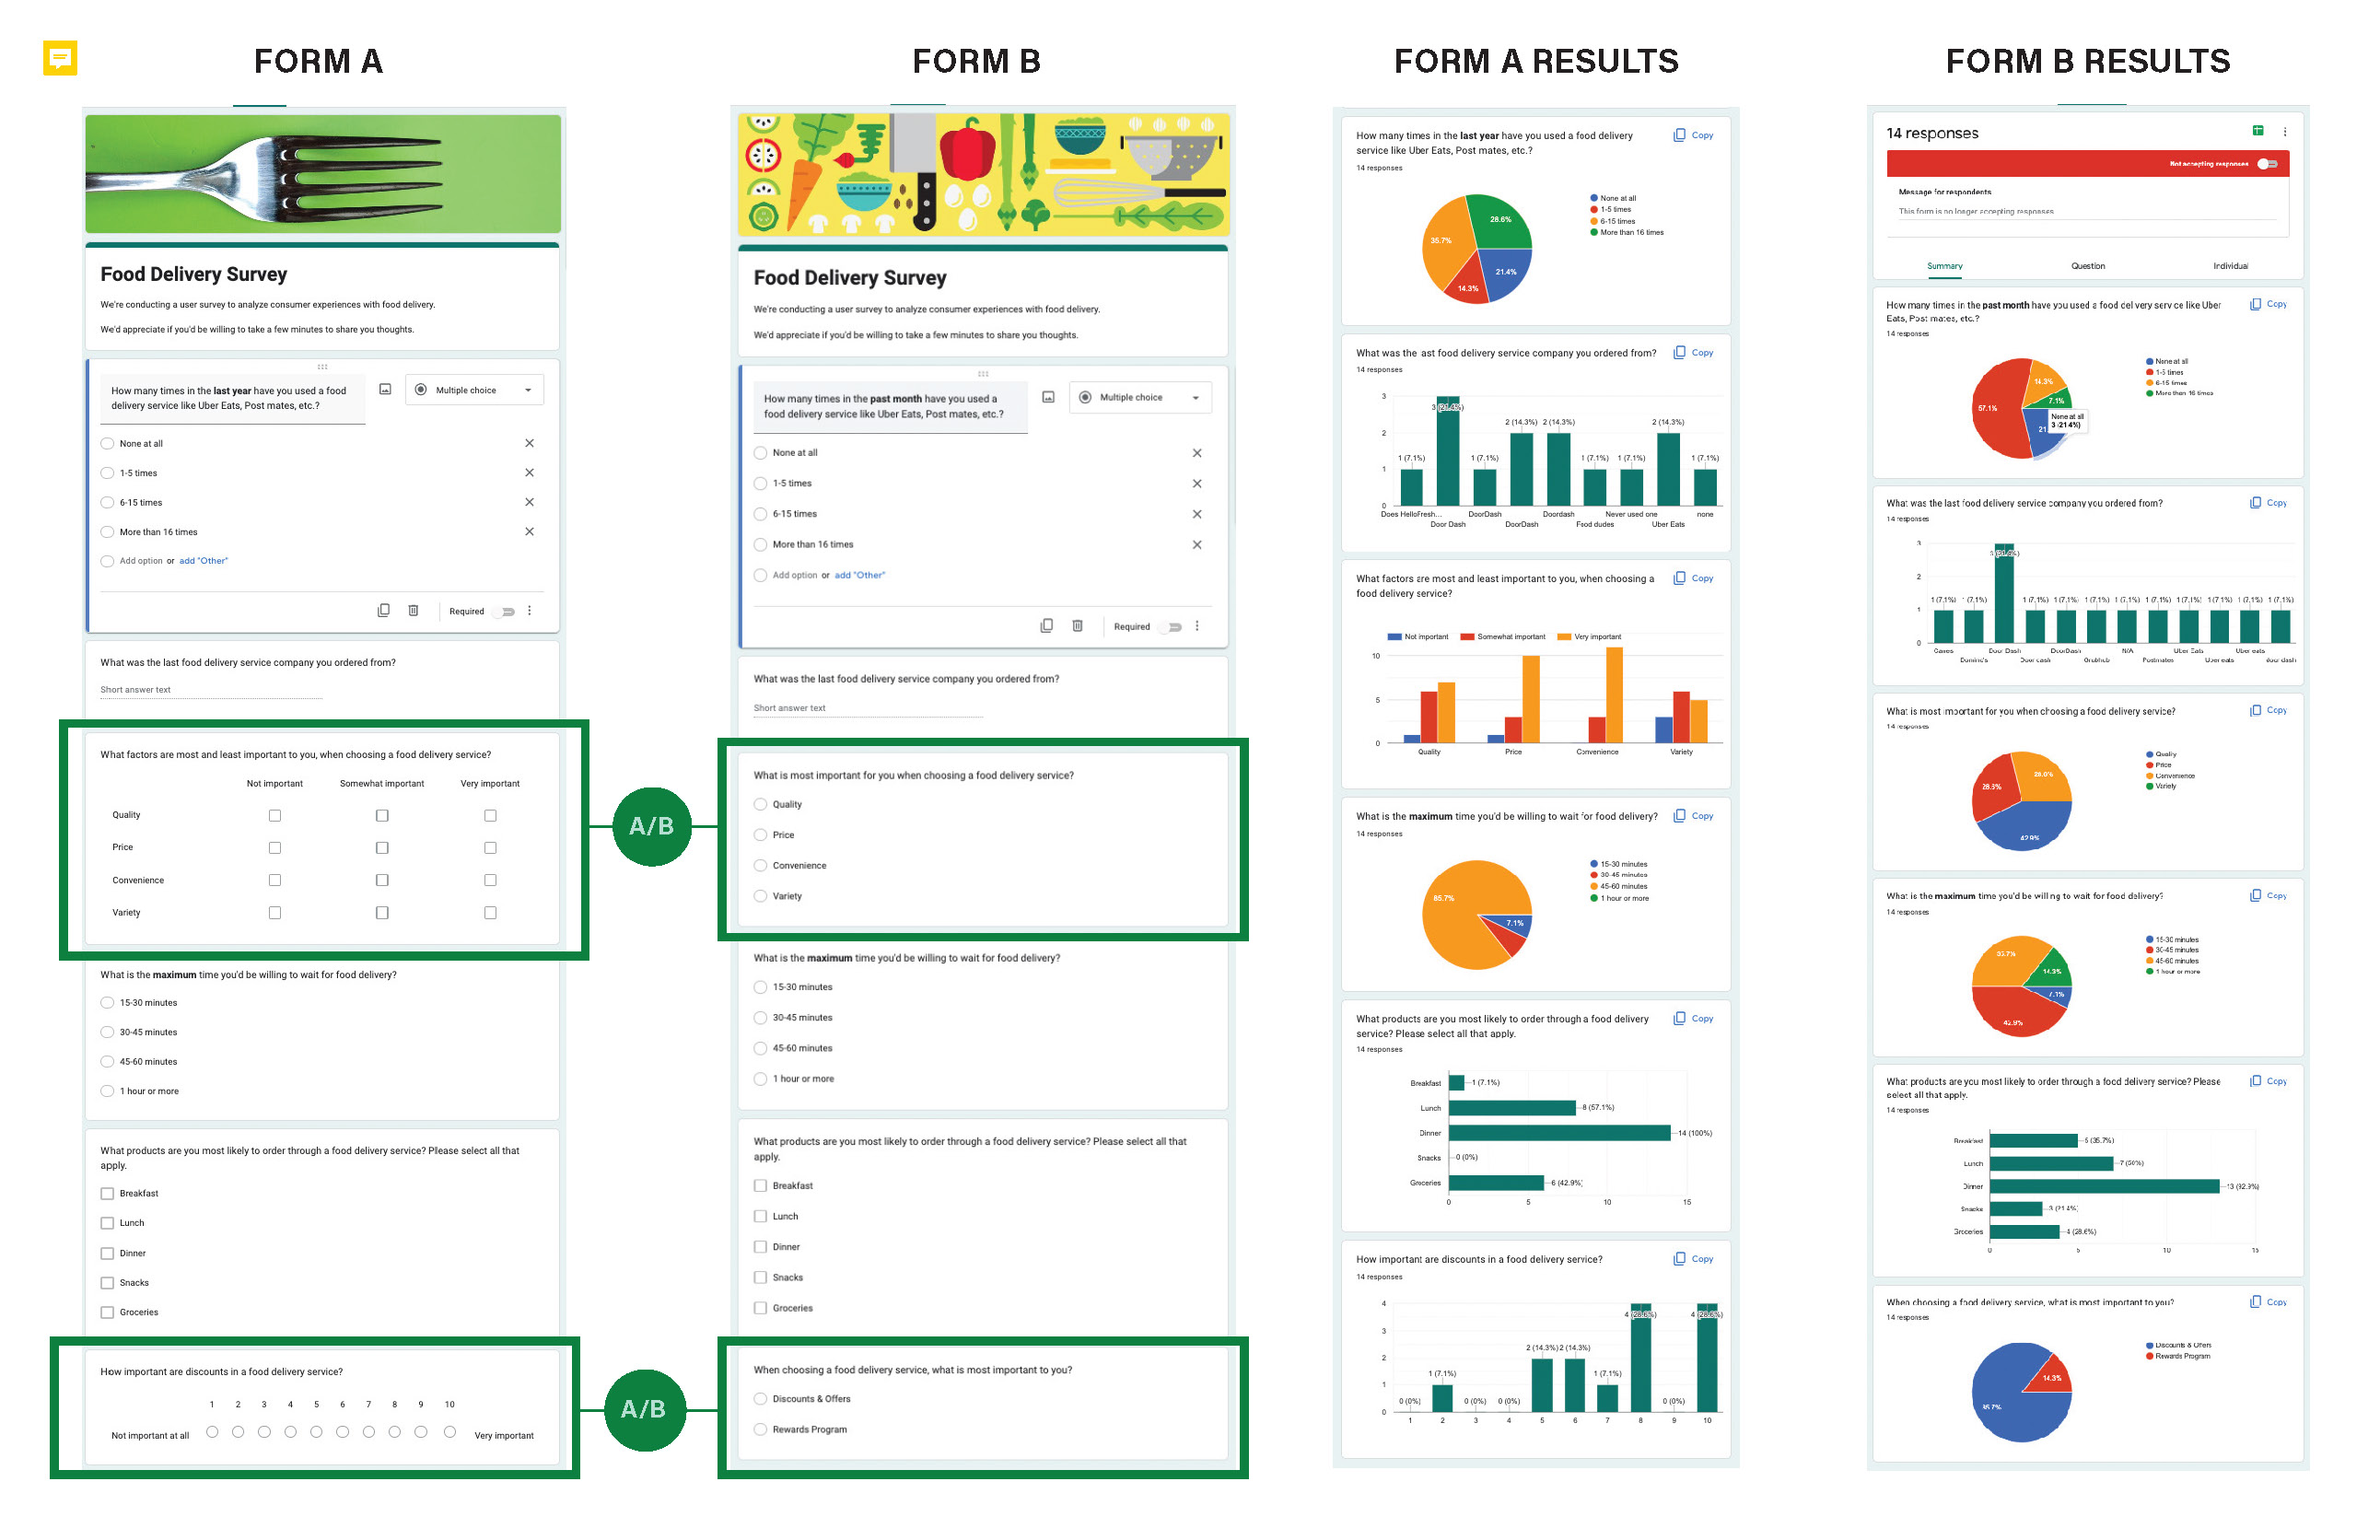 FORM A
Food Delivery Survey
We're conducting a user survey to analyze consumer experiences with food delivery.
We'd appreciate if you'd be willing to take a few minutes to share you thoughts.
How many times in the last year have you used a food
delivery service like Uber Eats, Post mates, etc.?
Multiple choice
None at all
1-5 times
6-15 times
More than 16 times
Add option or add "Other"
Required
What was the last food delivery service company you ordered from?
Short answer text
What factors are most and least important to you, when choosing a food delivery service?
Not important Somewhat important Very important
Quality
Price
Convenience
Variety
What is the maximum time you'd be willing to wait for food delivery?
15-30 minutes
30-45 minutes
45-60 minutes
1 hour or more
What products are you most likely to order through a food delivery service? Please select all that
apply.
Breakfast
Lunch
Dinner
Snacks
Groceries
How important are discounts in a food delivery service?
1 2 3 4 5 6 7 8 9 10
Not important at all Very important
A/B
A/B
FORM B
Food Delivery Survey
We're conducting a user survey to analyze consumer experiences with food delivery.
We'd appreciate if you'd be willing to take a few minutes to share you thoughts.
How many times in the past month have you used a
food delivery service like Uber Eats, Post mates, etc.?
Multiple choice
None at all
1-5 times
6-15 times
More than 16 times
Add option or add "Other"
Required
What was the last food delivery service company you ordered from?
Short answer text
What is most important for you when choosing a food delivery service?
Quality
Price
Convenience
Variety
What is the maximum time you'd be willing to wait for food delivery?
15-30 minutes
30-45 minutes
45-60 minutes
1 hour or more
What products are you most likely to order through a food delivery service? Please select all that
apply.
Breakfast
Lunch
Dinner
Snacks
Groceries
When choosing a food delivery service, what is most important to you?
Discounts & Offers
Rewards Program
FORM A RESULTS
How many times in the last year have you used a food delivery
service like Uber Eats, Post mates, etc.?
Copy
14 responses
None at all
1-5 times
6-15 times
More than 16 times
28.6%
35.7%
21.4%
14.3%
What was the last food delivery service company you ordered from?
Copy
14 responses
3
2
1
0
1 (7.1%) 3 (21.4%) 1 (7.1%) 2 (14.3%) 2 (14.3%) 1 (7.1%) 1 (7.1%) 2 (14.3%) 1 (7.1%)
Does HelloFresh... DoorDash Doordash Never used one none
Door Dash DoorDash Food dudes Uber Eats
What factors are most and least important to you, when choosing a
food delivery service?
Copy
Not important Somewhat important Very important
10
5
0
Quality Price Convenience Variety
What is the maximum time you'd be willing to wait for food delivery?
Copy
14 responses
15-30 minutes
30-45 minutes
45-60 minutes
1 hour or more
85.7%
7.1%
What products are you most likely to order through a food delivery
service? Please select all that apply.
Copy
14 responses
Breakfast 1 (7.1%)
Lunch 8 (57.1%)
Dinner 14 (100%)
Snacks 0 (0%)
Groceries 6 (42.9%)
0 5 10 15
How important are discounts in a food delivery service?
Copy
14 responses
4
3
2
1
0
0 (0%) 1 (7.1%) 0 (0%) 0 (0%) 2 (14.3%) 2 (14.3%) 1 (7.1%) 4 (28.6%) 0 (0%) 4 (28.6%)
1 2 3 4 5 6 7 8 9 10
FORM B RESULTS
14 responses
Not accepting responses
Message for respondents
This form is no longer accepting responses
Summary Question Individual
How many times in the past month have you used a food delivery service like Uber
Eats, Post mates, etc.?
Copy
14 responses
None at all
1-5 times
6-15 times
More than 16 times
14.3%
57.1%
7.1%
None at all
3 (21.4%)
What was the last food delivery service company you ordered from?
Copy
14 responses
3
2
1
0
1 (7.1%) 1 (7.1%) 3 (21.4%) 1 (7.1%) 1 (7.1%) 1 (7.1%) 1 (7.1%) 1 (7.1%) 1 (7.1%) 1 (7.1%) 1 (7.1%) 1 (7.1%)
Canes Door Dash DoorDash N/A Uber Eats Uber eats
Domino's Door dash Grubhub Postmates Uber eats door dash
What is most important for you when choosing a food delivery service?
Copy
14 responses
Quality
Price
Convenience
Variety
28.6%
28.6%
42.9%
What is the maximum time you'd be willing to wait for food delivery?
Copy
14 responses
15-30 minutes
30-45 minutes
45-60 minutes
1 hour or more
35.7%
14.3%
7.1%
42.9%
What products are you most likely to order through a food delivery service? Please
select all that apply.
Copy
14 responses
Breakfast 5 (35.7%)
Lunch 7 (50%)
Dinner 13 (92.9%)
Snacks 3 (21.4%)
Groceries 4 (28.6%)
0 5 10 15
When choosing a food delivery service, what is most important to you?
Copy
14 responses
Discounts & Offers
Rewards Program
14.3%
85.7%